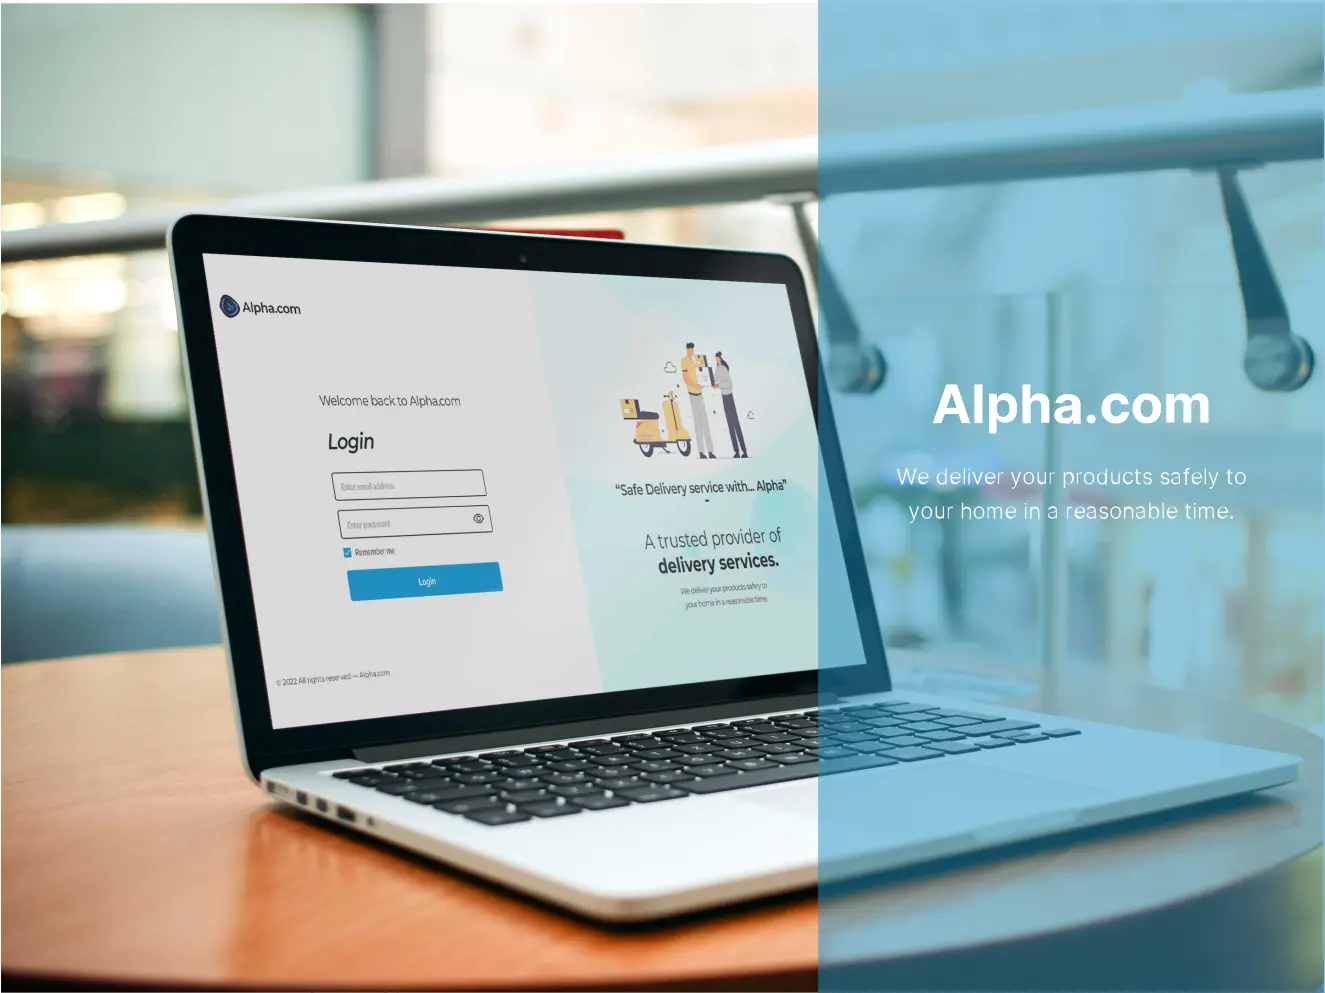 Alpha.com
Welcome back to Alpha.com
Login
Enter email address
Enter password
Remember me
Login
© 2022 All rights reserved — Alpha.com
“Safe Delivery service with... Alpha”
-
A trusted provider of
delivery services.
We deliver your products safely to
your home in a reasonable time.
Alpha.com
We deliver your products safely to
your home in a reasonable time.